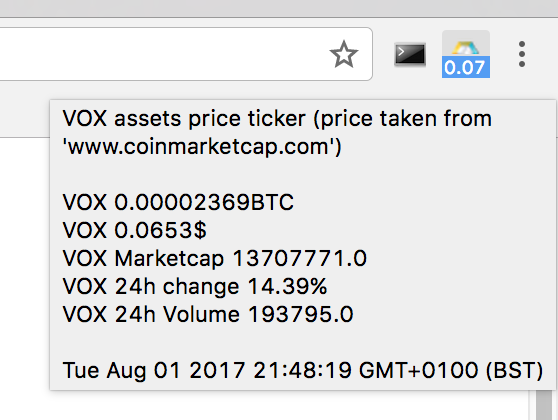 0.07
VOX assets price ticker (price taken from
'www.coinmarketcap.com')
VOX 0.00002369BTC
VOX 0.0653$
VOX Marketcap 13707771.0
VOX 24h change 14.39%
VOX 24h Volume 193795.0
Tue Aug 01 2017 21:48:19 GMT+0100 (BST)